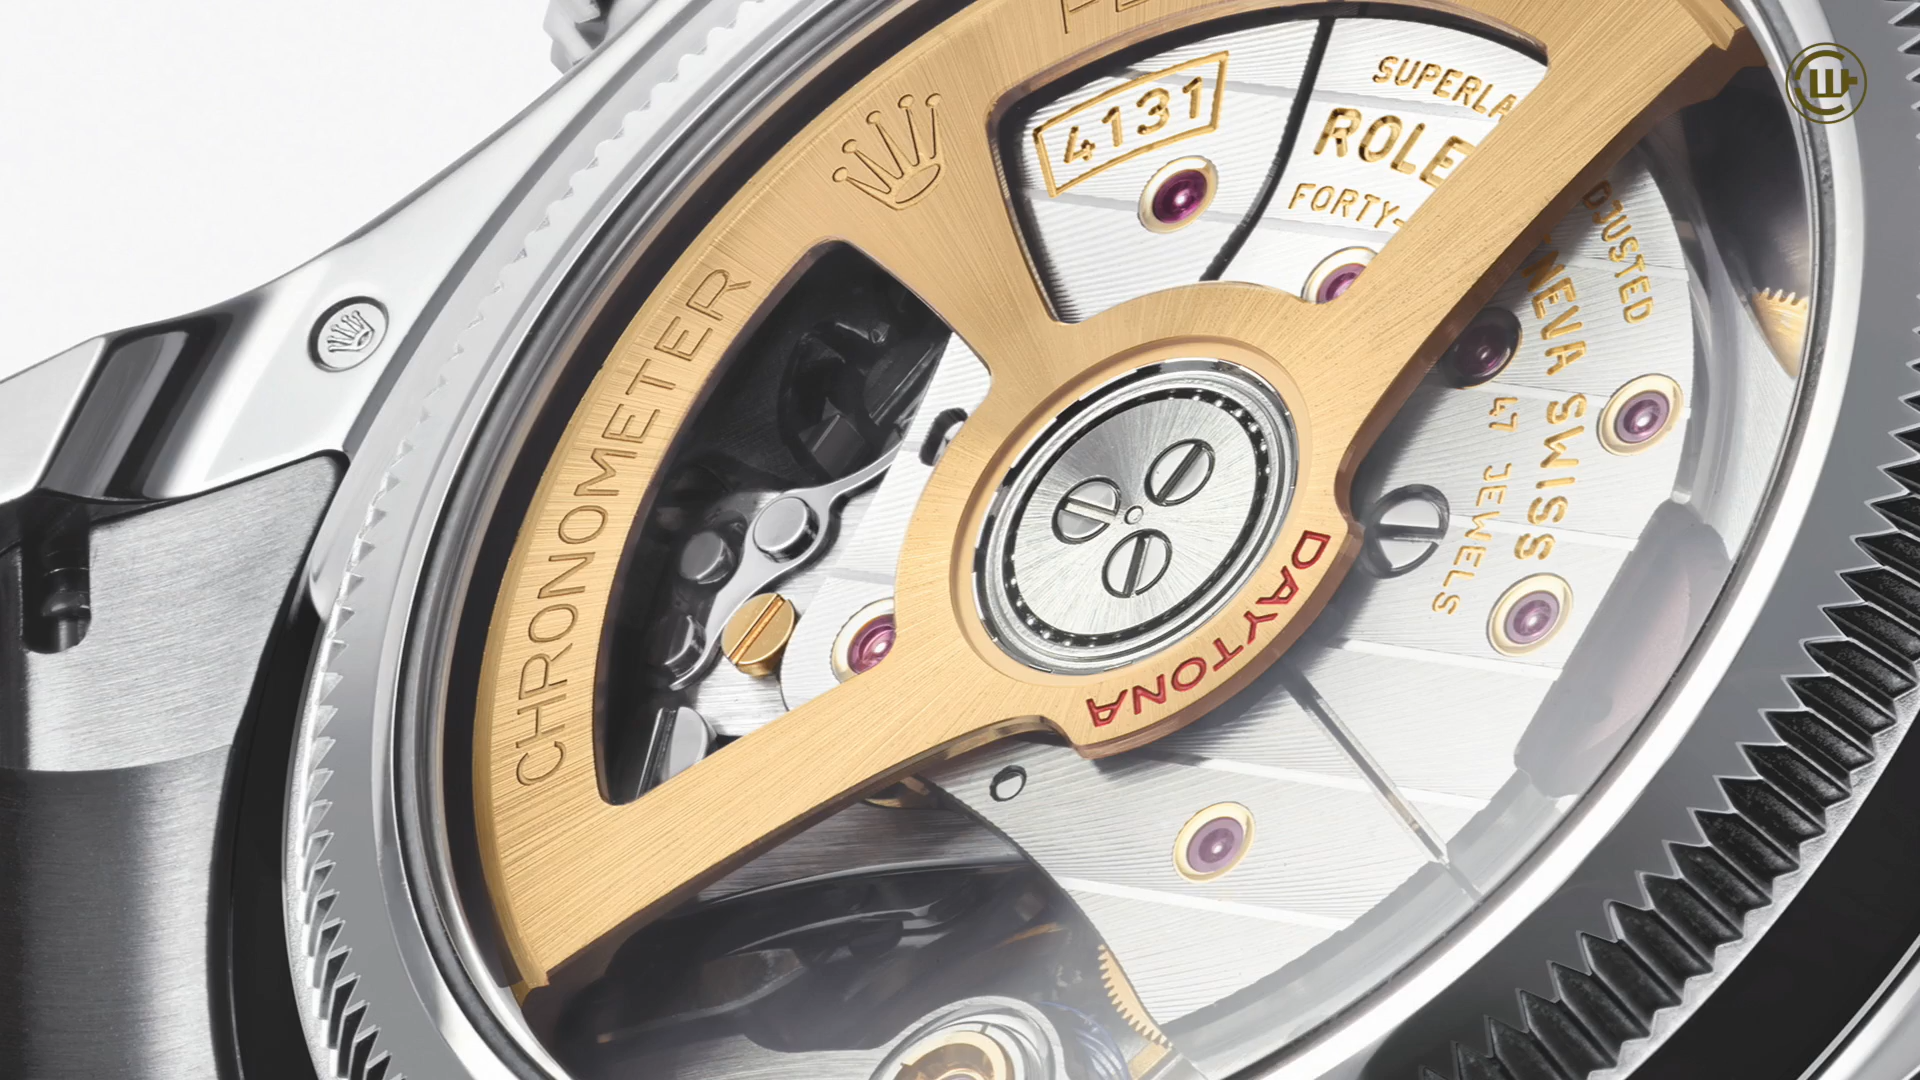 4131
SUPERLA
ROLE
FORTY-
DJUSTED
NEVA SWISS
47 JEWELS
CHRONOMETER
DAYTONA